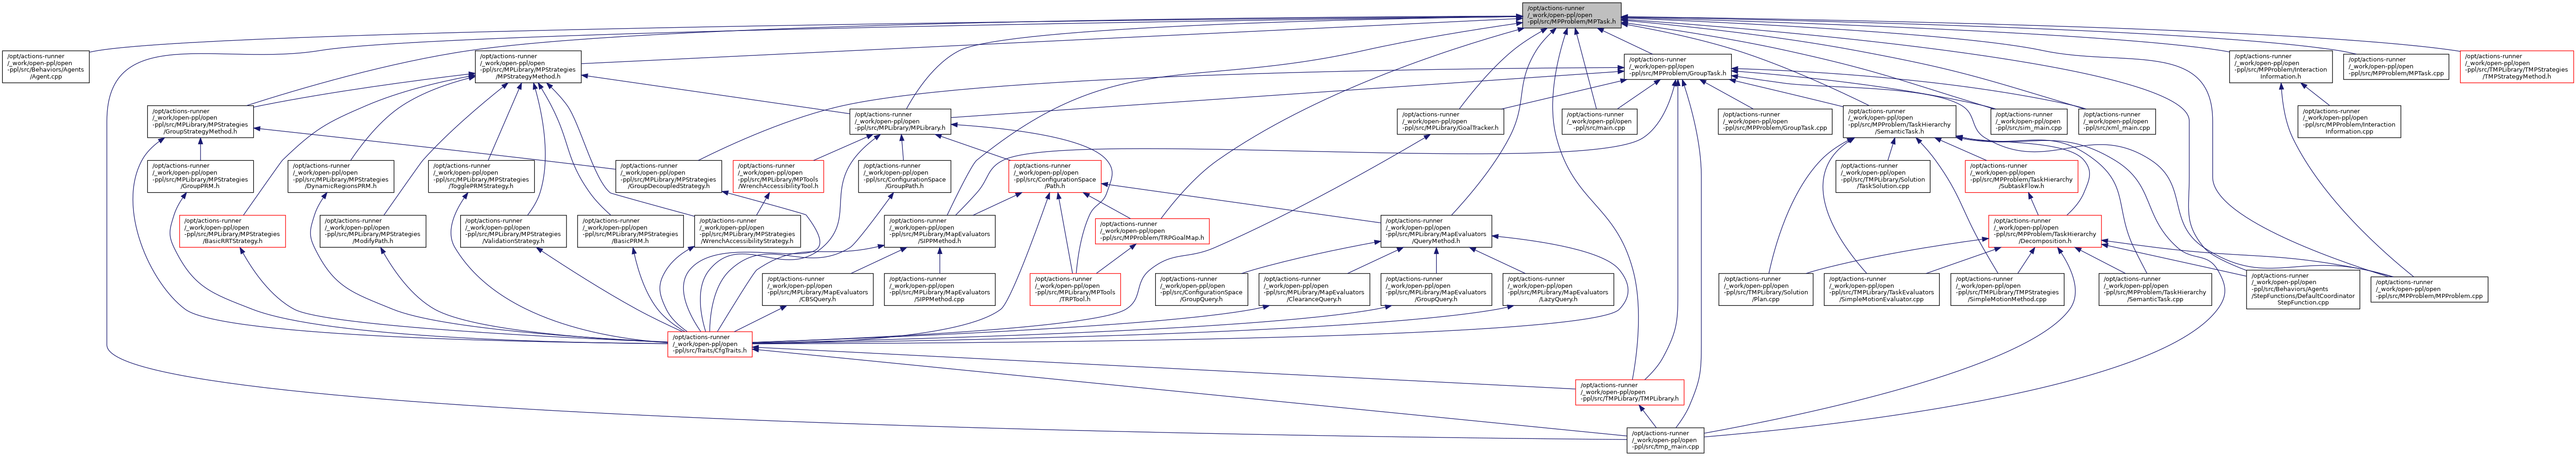 /opt/actions-runner
/_work/open-ppl/open
-ppl/src/MPProblem/MPTask.h
/opt/actions-runner
/_work/open-ppl/open
-ppl/src/Behaviors/Agents
/Agent.cpp
/opt/actions-runner
/_work/open-ppl/open
-ppl/src/MPLibrary/MPStrategies
/MPStrategyMethod.h
/opt/actions-runner
/_work/open-ppl/open
-ppl/src/MPProblem/GroupTask.h
/opt/actions-runner
/_work/open-ppl/open
-ppl/src/MPProblem/Interaction
Information.h
/opt/actions-runner
/_work/open-ppl/open
-ppl/src/MPProblem/MPTask.cpp
/opt/actions-runner
/_work/open-ppl/open
-ppl/src/TMPLibrary/TMPStrategies
/TMPStrategyMethod.h
/opt/actions-runner
/_work/open-ppl/open
-ppl/src/MPLibrary/MPStrategies
/GroupStrategyMethod.h
/opt/actions-runner
/_work/open-ppl/open
-ppl/src/MPLibrary/MPLibrary.h
/opt/actions-runner
/_work/open-ppl/open
-ppl/src/MPLibrary/GoalTracker.h
/opt/actions-runner
/_work/open-ppl/open
-ppl/src/main.cpp
/opt/actions-runner
/_work/open-ppl/open
-ppl/src/MPProblem/GroupTask.cpp
/opt/actions-runner
/_work/open-ppl/open
-ppl/src/MPProblem/TaskHierarchy
/SemanticTask.h
/opt/actions-runner
/_work/open-ppl/open
-ppl/src/sim_main.cpp
/opt/actions-runner
/_work/open-ppl/open
-ppl/src/xml_main.cpp
/opt/actions-runner
/_work/open-ppl/open
-ppl/src/MPProblem/Interaction
Information.cpp
/opt/actions-runner
/_work/open-ppl/open
-ppl/src/MPLibrary/MPStrategies
/GroupPRM.h
/opt/actions-runner
/_work/open-ppl/open
-ppl/src/MPLibrary/MPStrategies
/DynamicRegionsPRM.h
/opt/actions-runner
/_work/open-ppl/open
-ppl/src/MPLibrary/MPStrategies
/TogglePRMStrategy.h
/opt/actions-runner
/_work/open-ppl/open
-ppl/src/MPLibrary/MPStrategies
/GroupDecoupledStrategy.h
/opt/actions-runner
/_work/open-ppl/open
-ppl/src/MPLibrary/MPTools
/WrenchAccessibilityTool.h
/opt/actions-runner
/_work/open-ppl/open
-ppl/src/ConfigurationSpace
/GroupPath.h
/opt/actions-runner
/_work/open-ppl/open
-ppl/src/ConfigurationSpace
/Path.h
/opt/actions-runner
/_work/open-ppl/open
-ppl/src/TMPLibrary/Solution
/TaskSolution.cpp
/opt/actions-runner
/_work/open-ppl/open
-ppl/src/MPProblem/TaskHierarchy
/SubtaskFlow.h
/opt/actions-runner
/_work/open-ppl/open
-ppl/src/MPLibrary/MPStrategies
/BasicRRTStrategy.h
/opt/actions-runner
/_work/open-ppl/open
-ppl/src/MPLibrary/MPStrategies
/ModifyPath.h
/opt/actions-runner
/_work/open-ppl/open
-ppl/src/MPLibrary/MPStrategies
/ValidationStrategy.h
/opt/actions-runner
/_work/open-ppl/open
-ppl/src/MPLibrary/MPStrategies
/BasicPRM.h
/opt/actions-runner
/_work/open-ppl/open
-ppl/src/MPLibrary/MPStrategies
/WrenchAccessibilityStrategy.h
/opt/actions-runner
/_work/open-ppl/open
-ppl/src/MPLibrary/MapEvaluators
/SIPPMethod.h
/opt/actions-runner
/_work/open-ppl/open
-ppl/src/MPProblem/TRPGoalMap.h
/opt/actions-runner
/_work/open-ppl/open
-ppl/src/MPLibrary/MapEvaluators
/QueryMethod.h
/opt/actions-runner
/_work/open-ppl/open
-ppl/src/MPProblem/TaskHierarchy
/Decomposition.h
/opt/actions-runner
/_work/open-ppl/open
-ppl/src/MPLibrary/MapEvaluators
/CBSQuery.h
/opt/actions-runner
/_work/open-ppl/open
-ppl/src/MPLibrary/MapEvaluators
/SIPPMethod.cpp
/opt/actions-runner
/_work/open-ppl/open
-ppl/src/MPLibrary/MPTools
/TRPTool.h
/opt/actions-runner
/_work/open-ppl/open
-ppl/src/ConfigurationSpace
/GroupQuery.h
/opt/actions-runner
/_work/open-ppl/open
-ppl/src/MPLibrary/MapEvaluators
/ClearanceQuery.h
/opt/actions-runner
/_work/open-ppl/open
-ppl/src/MPLibrary/MapEvaluators
/GroupQuery.h
/opt/actions-runner
/_work/open-ppl/open
-ppl/src/MPLibrary/MapEvaluators
/LazyQuery.h
/opt/actions-runner
/_work/open-ppl/open
-ppl/src/TMPLibrary/Solution
/Plan.cpp
/opt/actions-runner
/_work/open-ppl/open
-ppl/src/TMPLibrary/TaskEvaluators
/SimpleMotionEvaluator.cpp
/opt/actions-runner
/_work/open-ppl/open
-ppl/src/TMPLibrary/TMPStrategies
/SimpleMotionMethod.cpp
/opt/actions-runner
/_work/open-ppl/open
-ppl/src/MPProblem/TaskHierarchy
/SemanticTask.cpp
/opt/actions-runner
/_work/open-ppl/open
-ppl/src/Behaviors/Agents
/StepFunctions/DefaultCoordinator
StepFunction.cpp
/opt/actions-runner
/_work/open-ppl/open
-ppl/src/MPProblem/MPProblem.cpp
/opt/actions-runner
/_work/open-ppl/open
-ppl/src/Traits/CfgTraits.h
/opt/actions-runner
/_work/open-ppl/open
-ppl/src/TMPLibrary/TMPLibrary.h
/opt/actions-runner
/_work/open-ppl/open
-ppl/src/tmp_main.cpp